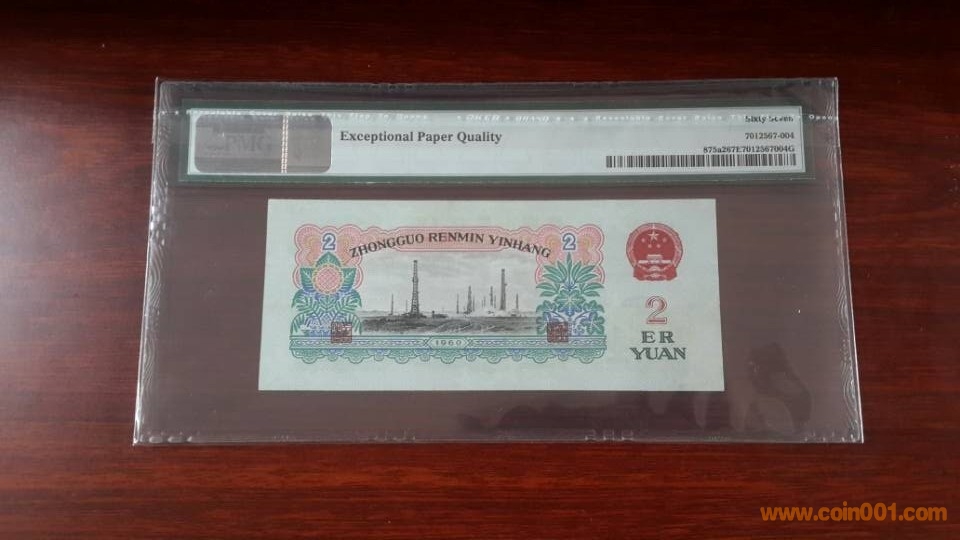 PMG
Exceptional Paper Quality
Sixty Seven
7012567-004
875a267E7012567004G
2
ZHONGGUO RENMIN YINHANG
2
1960
2
ER
YUAN
www.coin001.com